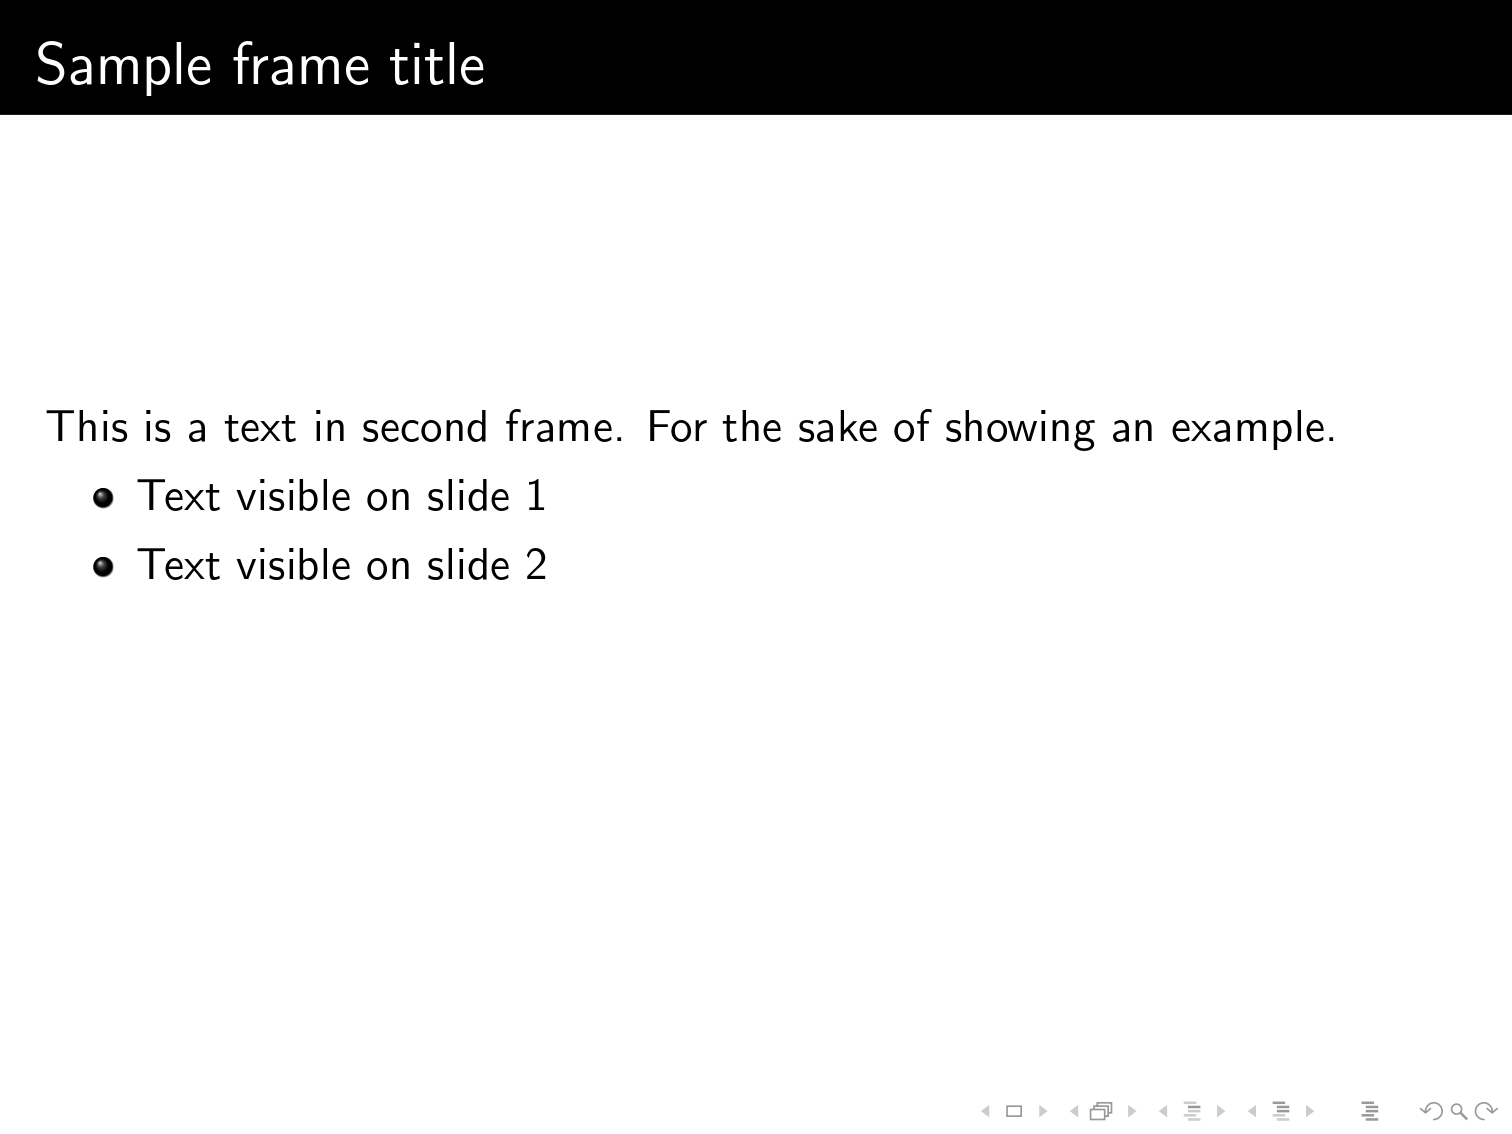 Sample frame title
This is a text in second frame. For the sake of showing an example.
Text visible on slide 1
Text visible on slide 2